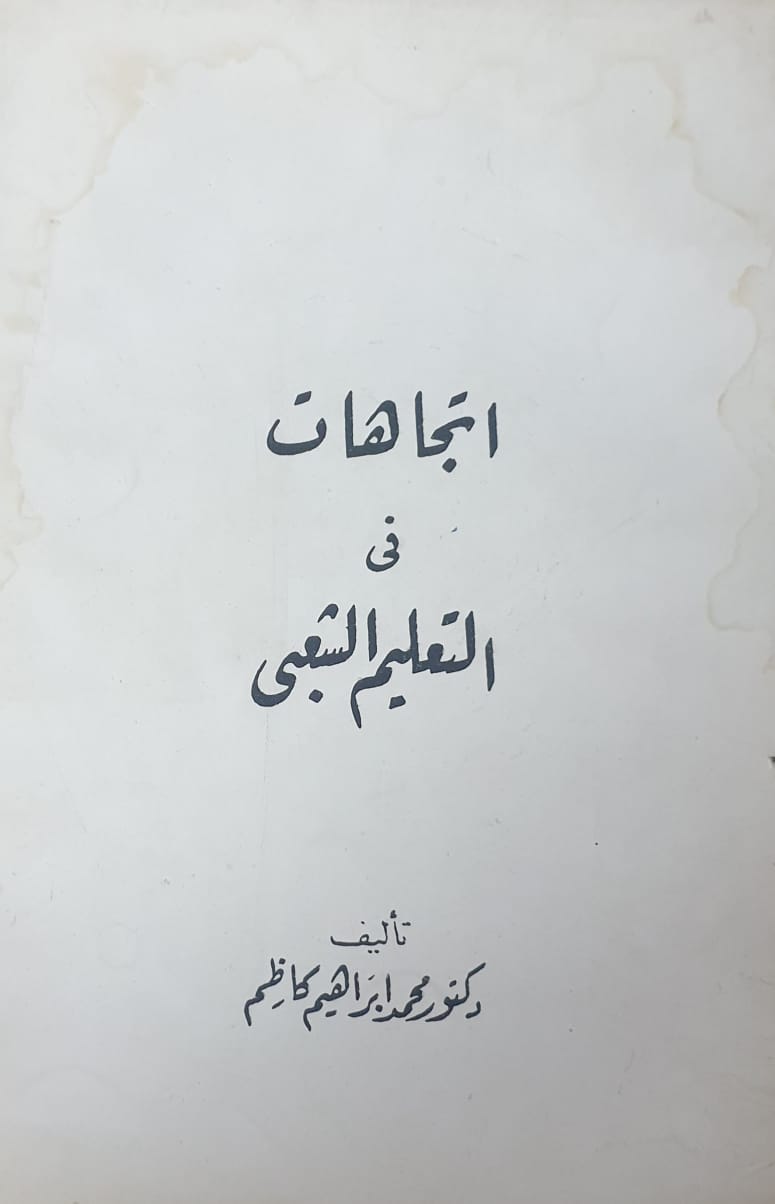 اتجاهات
فى
التعليم الشعبى
تأليف
دكتور محمد ابراهيم كاظم